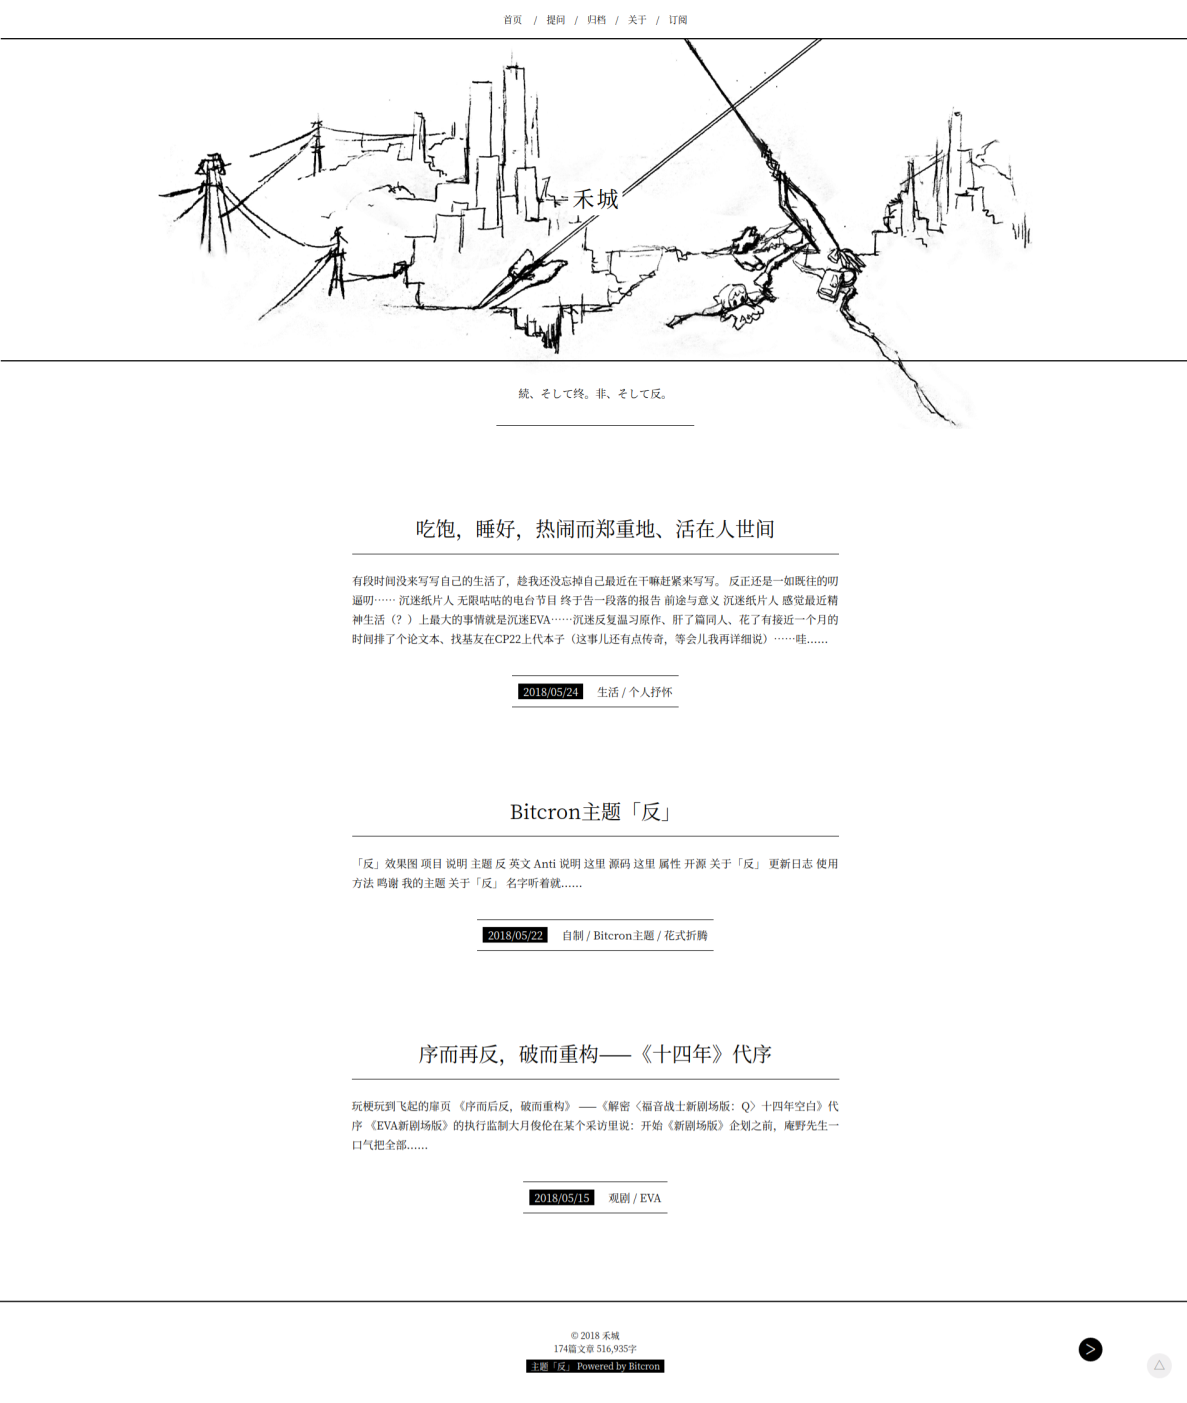 首页 / 提问 / 归档 / 关于 / 订阅
禾城
続、そして终。非、そして反。
吃饱，睡好，热闹而郑重地、活在人世间
有段时间没来写写自己的生活了，趁我还没忘掉自己最近在干嘛赶紧来写写。 反正还是一如既往的叨
逼叨…… 沉迷纸片人 无限咕咕的电台节目 终于告一段落的报告 前途与意义 沉迷纸片人 感觉最近精
神生活（？）上最大的事情就是沉迷EVA……沉迷反复温习原作、肝了篇同人、花了有接近一个月的
时间排了个论文本、找基友在CP22上代本子（这事儿还有点传奇，等会儿我再详细说）……哇......
2018/05/24 生活 / 个人抒怀
Bitcron主题「反」
「反」效果图 项目 说明 主题 反 英文 Anti 说明 这里 源码 这里 属性 开源 关于「反」 更新日志 使用
方法 鸣谢 我的主题 关于「反」 名字听着就......
2018/05/22 自制 / Bitcron主题 / 花式折腾
序而再反，破而重构——《十四年》代序
玩梗玩到飞起的扉页 《序而后反，破而重构》 ——《解密〈福音战士新剧场版：Q〉十四年空白》代
序 《EVA新剧场版》的执行监制大月俊伦在某个采访里说：开始《新剧场版》企划之前，庵野先生一
口气把全部......
2018/05/15 观剧 / EVA
© 2018 禾城
174篇文章 516,935字
主题「反」 Powered by Bitcron